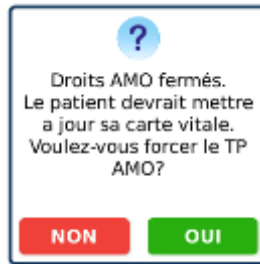 ?
Droits AMO fermés.
Le patient devrait mettre
a jour sa carte vitale.
Voulez-vous forcer le TP
AMO?
NON OUI